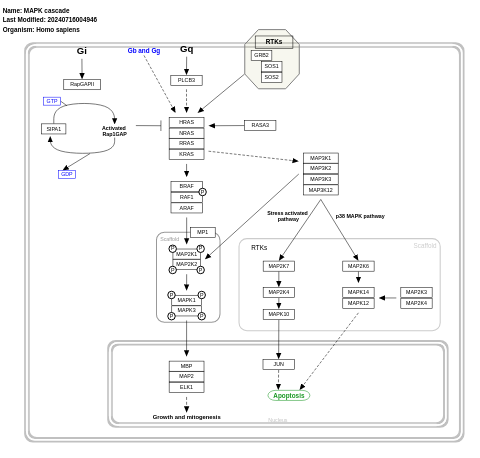 Name: MAPK cascade
Last Modified: 20240716004946
Organism: Homo sapiens
Gi
Gb and Gg
Gq
RTKs
GRB2
SOS1
SOS2
RapGAPII
PLCB3
GTP
SIPA1
Activated
Rap1GAP
GDP
HRAS
NRAS
RRAS
KRAS
RASA3
MAP3K1
MAP3K2
MAP3K3
MAP3K12
BRAF
RAF1
ARAF
P
Stress activated
pathway
p38 MAPK pathway
Scaffold
MP1
P
P
MAP2K1
MAP2K2
P
P
P
P
MAPK1
MAPK3
P
P
RTKs
Scaffold
MAP2K7
MAP2K6
MAP2K4
MAPK10
MAPK14
MAPK12
MAP2K3
MAP2K4
MBP
MAP2
ELK1
JUN
Apoptosis
Growth and mitogenesis
Nucleus